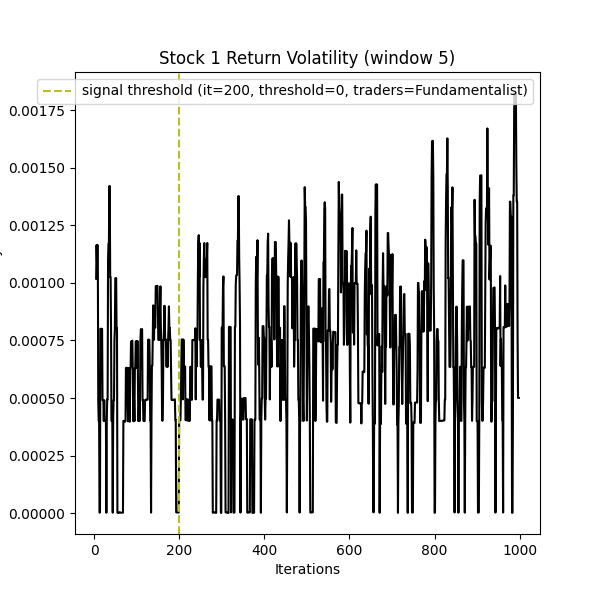 Stock 1 Return Volatility (window 5)
signal threshold (it=200, threshold=0, traders=Fundamentalist)
0.00175
0.00150
0.00125
0.00100
0.00075
0.00050
0.00025
0.00000
0 200 400 600 800 1000
Iterations